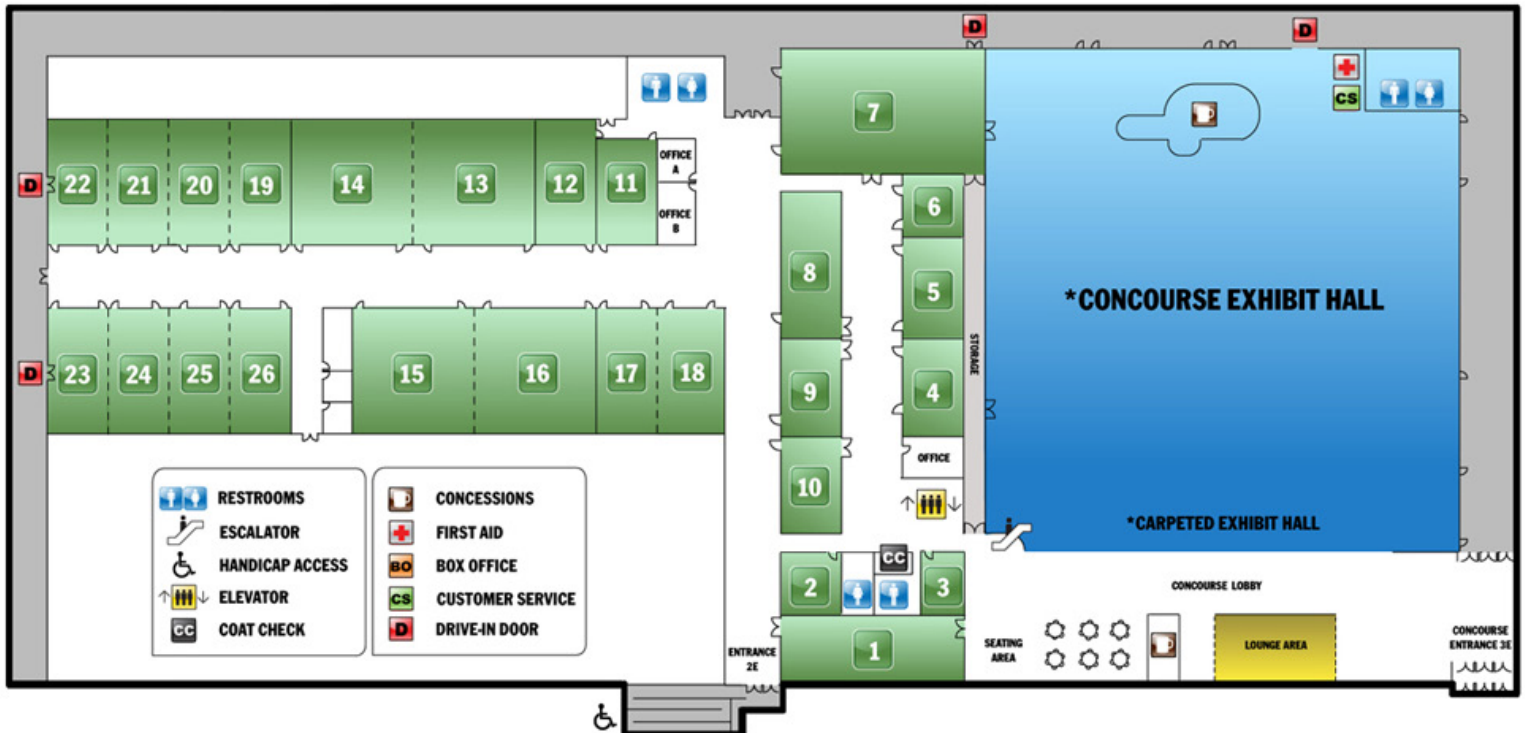 D
D
CS
7
22
21
20
19
14
13
12
11
OFFICE
A
OFFICE
B
D
6
8
5
*CONCOURSE EXHIBIT HALL
STORAGE
D
23
24
25
26
15
16
17
18
9
4
10
OFFICE
*CARPETED EXHIBIT HALL
RESTROOMS
ESCALATOR
HANDICAP ACCESS
ELEVATOR
CC COAT CHECK
CONCESSIONS
FIRST AID
BO BOX OFFICE
CS CUSTOMER SERVICE
D DRIVE-IN DOOR
CC
2
3
1
ENTRANCE
2E
CONCOURSE LOBBY
SEATING
AREA
LOUNGE AREA
CONCOURSE
ENTRANCE 3E